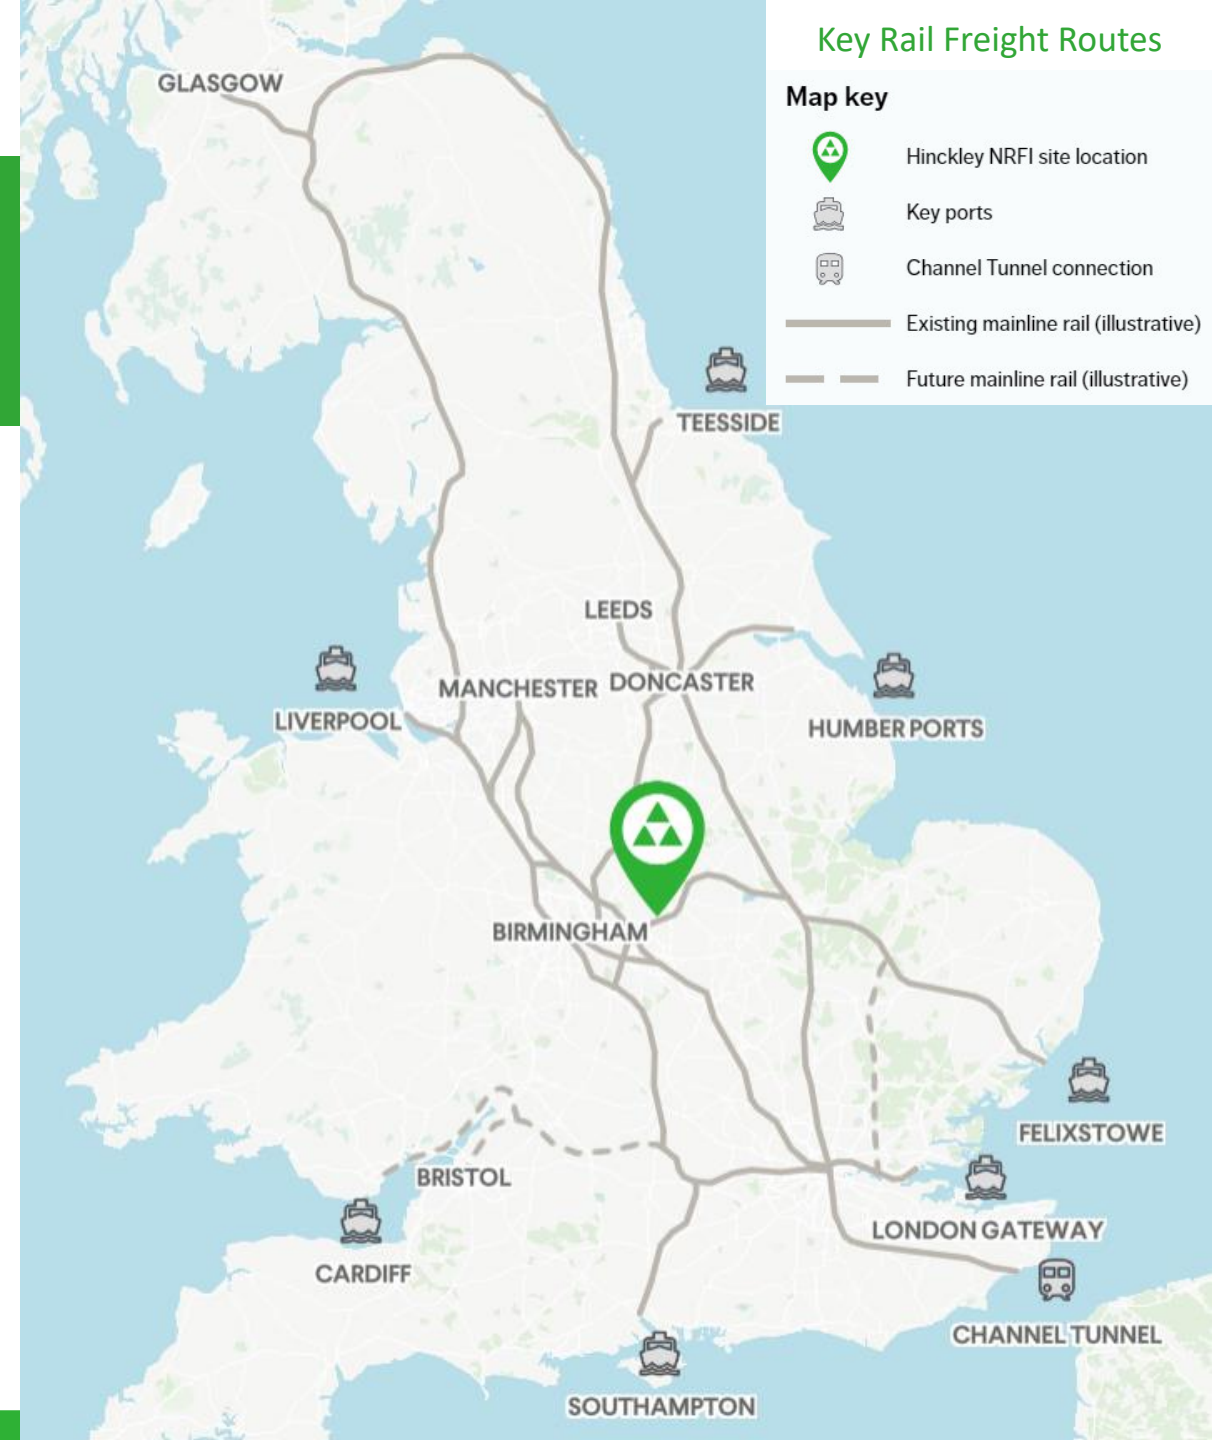 Key Rail Freight Routes
Map key
Hinckley NRFI site location
Key ports
Channel Tunnel connection
Existing mainline rail (illustrative)
Future mainline rail (illustrative)
GLASGOW
TEESSIDE
LEEDS
MANCHESTER
DONCASTER
LIVERPOOL
HUMBER PORTS
BIRMINGHAM
FELIXSTOWE
BRISTOL
LONDON GATEWAY
CARDIFF
CHANNEL TUNNEL
SOUTHAMPTON